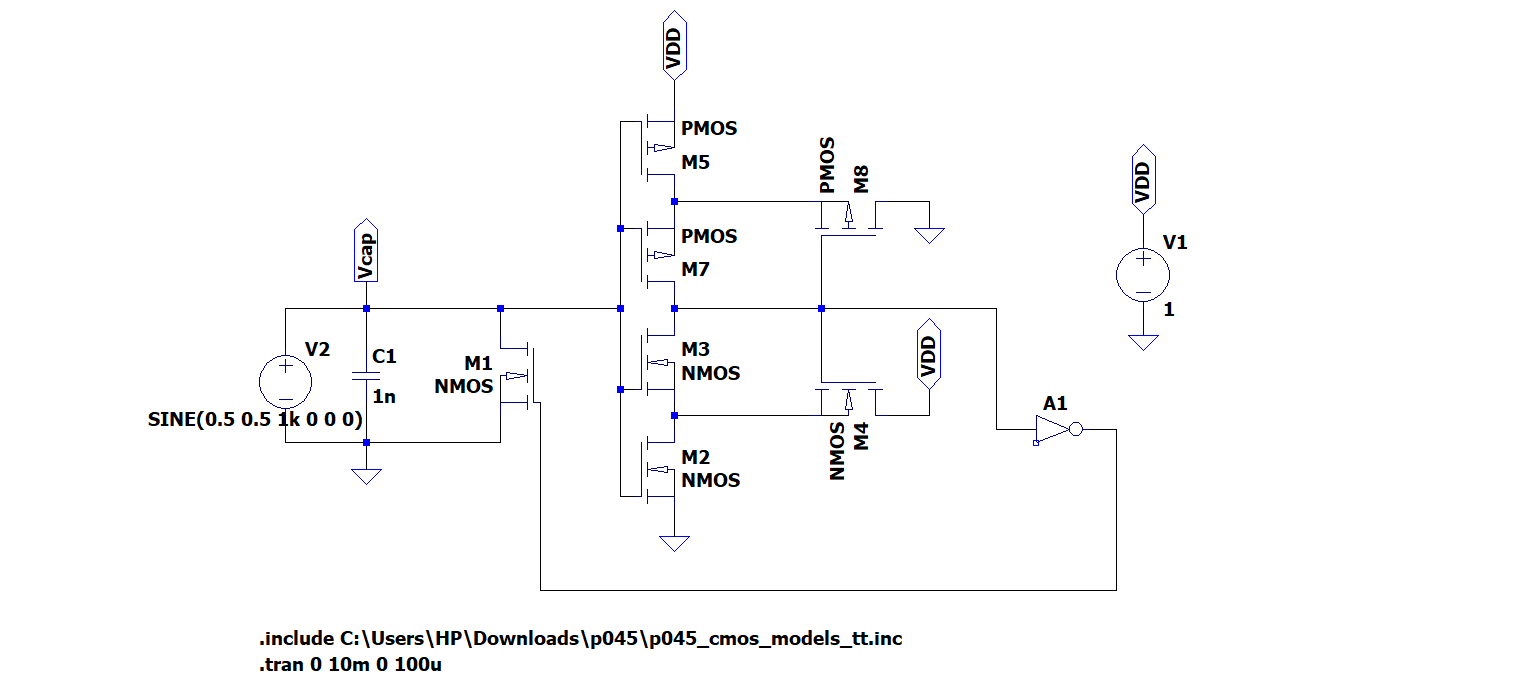 VDD
PMOS
M5
PMOS
M8
VDD
Vcap
PMOS
M7
V1
1
V2
C1
1n
M1
NMOS
M3
NMOS
VDD
SINE(0.5 0.5 1k 0 0 0)
A1
NMOS
M4
M2
NMOS
.include C:\Users\HP\Downloads\p045\p045_cmos_models_tt.inc
.tran 0 10m 0 100u